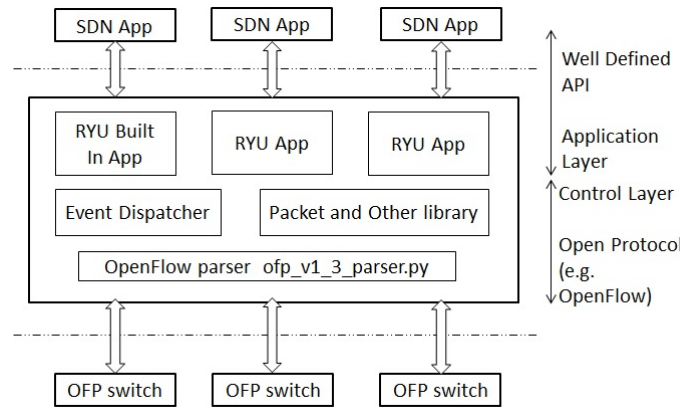 SDN App
SDN App
SDN App
Well Defined
API
RYU Built
In App
RYU App
RYU App
Application
Layer
Control Layer
Event Dispatcher
Packet and Other library
Open Protocol
(e.g.
OpenFlow)
OpenFlow parser ofp_v1_3_parser.py
OFP switch
OFP switch
OFP switch